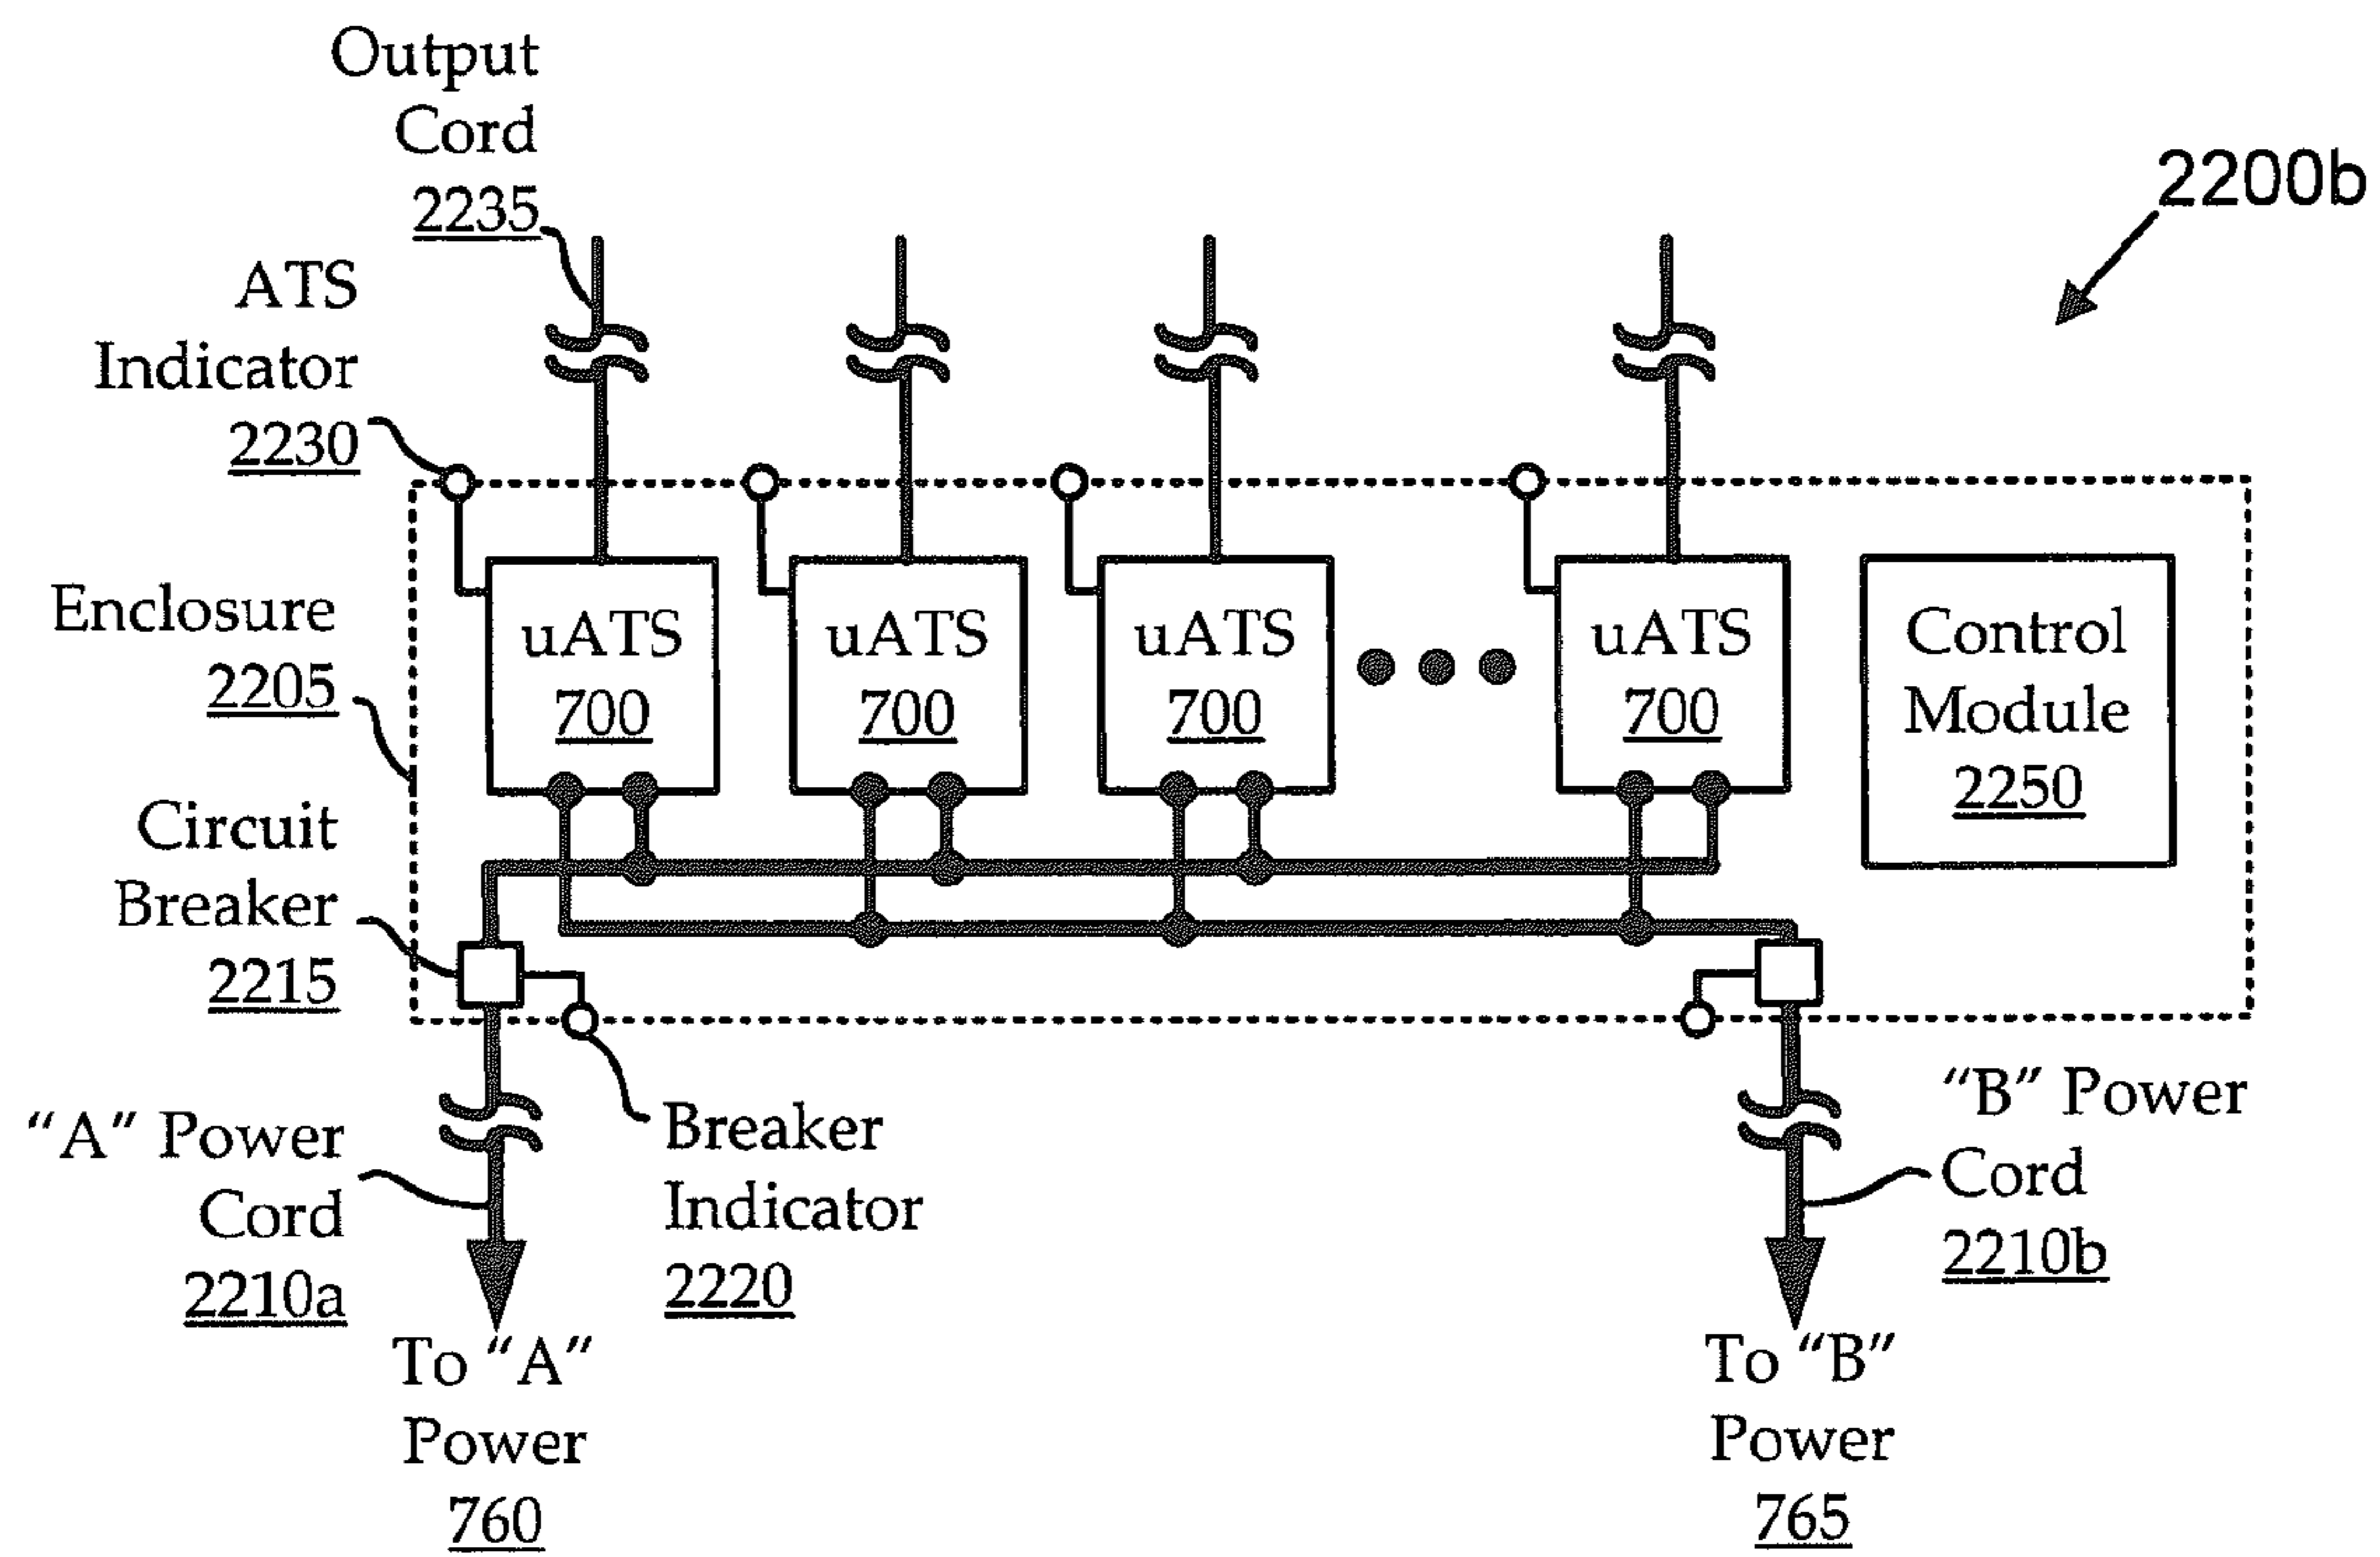 Output
Cord
2235
2200b
ATS
Indicator
2230
Enclosure
2205
uATS
700
uATS
700
uATS
700
uATS
700
Control
Module
2250
Circuit
Breaker
2215
"A" Power
Cord
2210a
Breaker
Indicator
2220
"B" Power
Cord
2210b
To "A"
Power
760
To "B"
Power
765